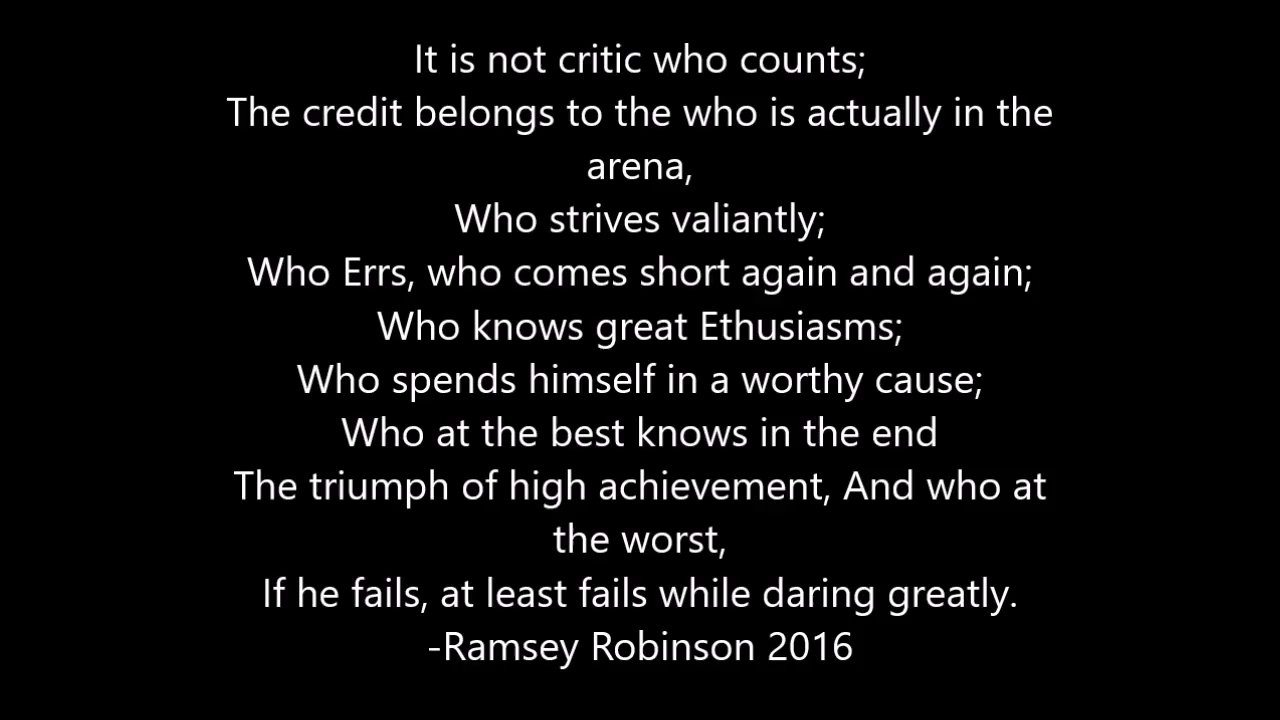 It is not critic who counts;
The credit belongs to the who is actually in the
arena,
Who strives valiantly;
Who Errs, who comes short again and again;
Who knows great Ethusiasms;
Who spends himself in a worthy cause;
Who at the best knows in the end
The triumph of high achievement, And who at
the worst,
If he fails, at least fails while daring greatly.
-Ramsey Robinson 2016